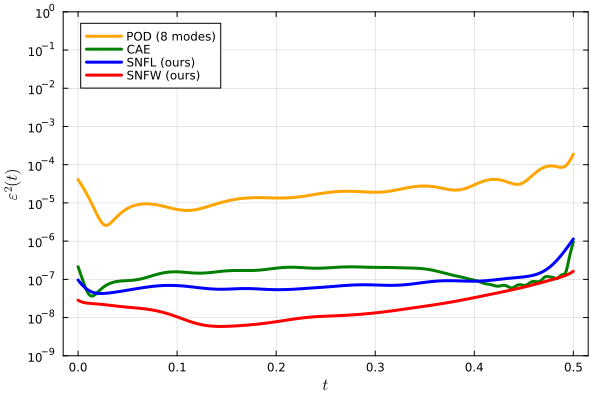 10⁰
10⁻¹
10⁻²
10⁻³
10⁻⁴
10⁻⁵
10⁻⁶
10⁻⁷
10⁻⁸
10⁻⁹
ε²(t)
POD (8 modes)
CAE
SNFL (ours)
SNFW (ours)
0.0 0.1 0.2 0.3 0.4 0.5
t